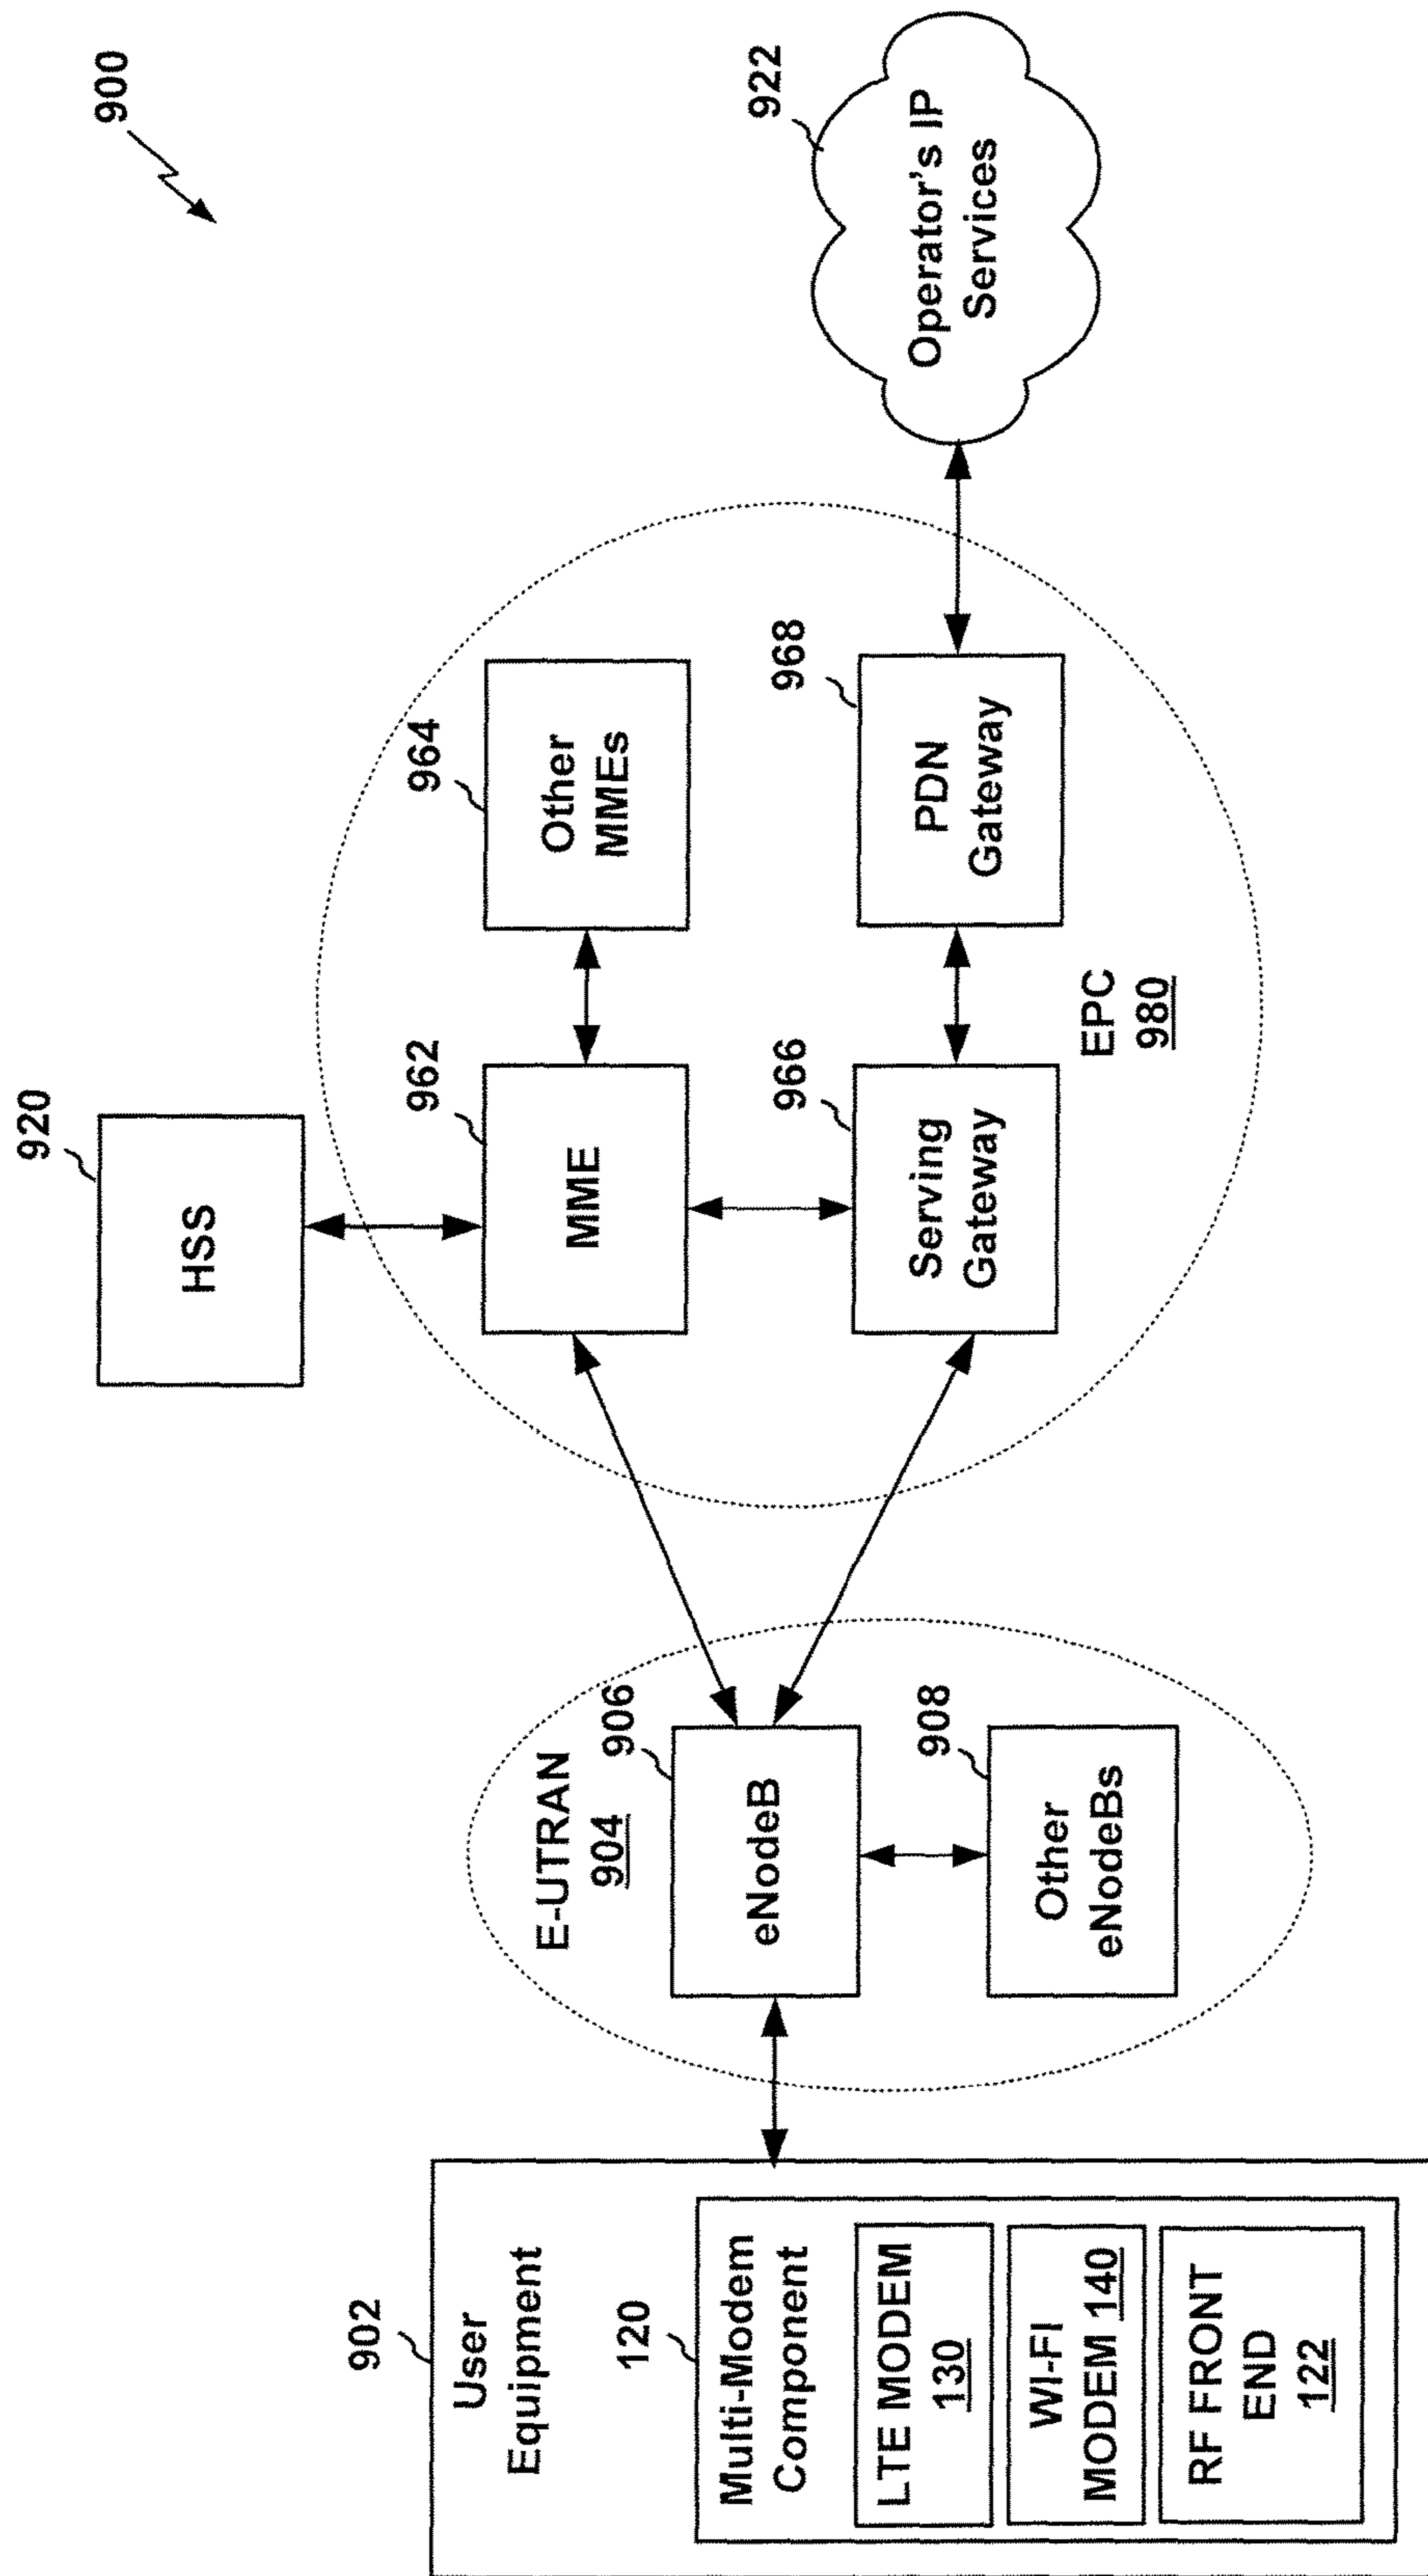 900
920
HSS
902
User
Equipment
120
Multi-Modem
Component
LTE MODEM
130
WI-FI
MODEM 140
RF FRONT
END
122
E-UTRAN
904
906
eNodeB
908
Other
eNodeBs
962
MME
964
Other
MMEs
966
Serving
Gateway
968
PDN
Gateway
EPC
980
922
Operator's IP
Services